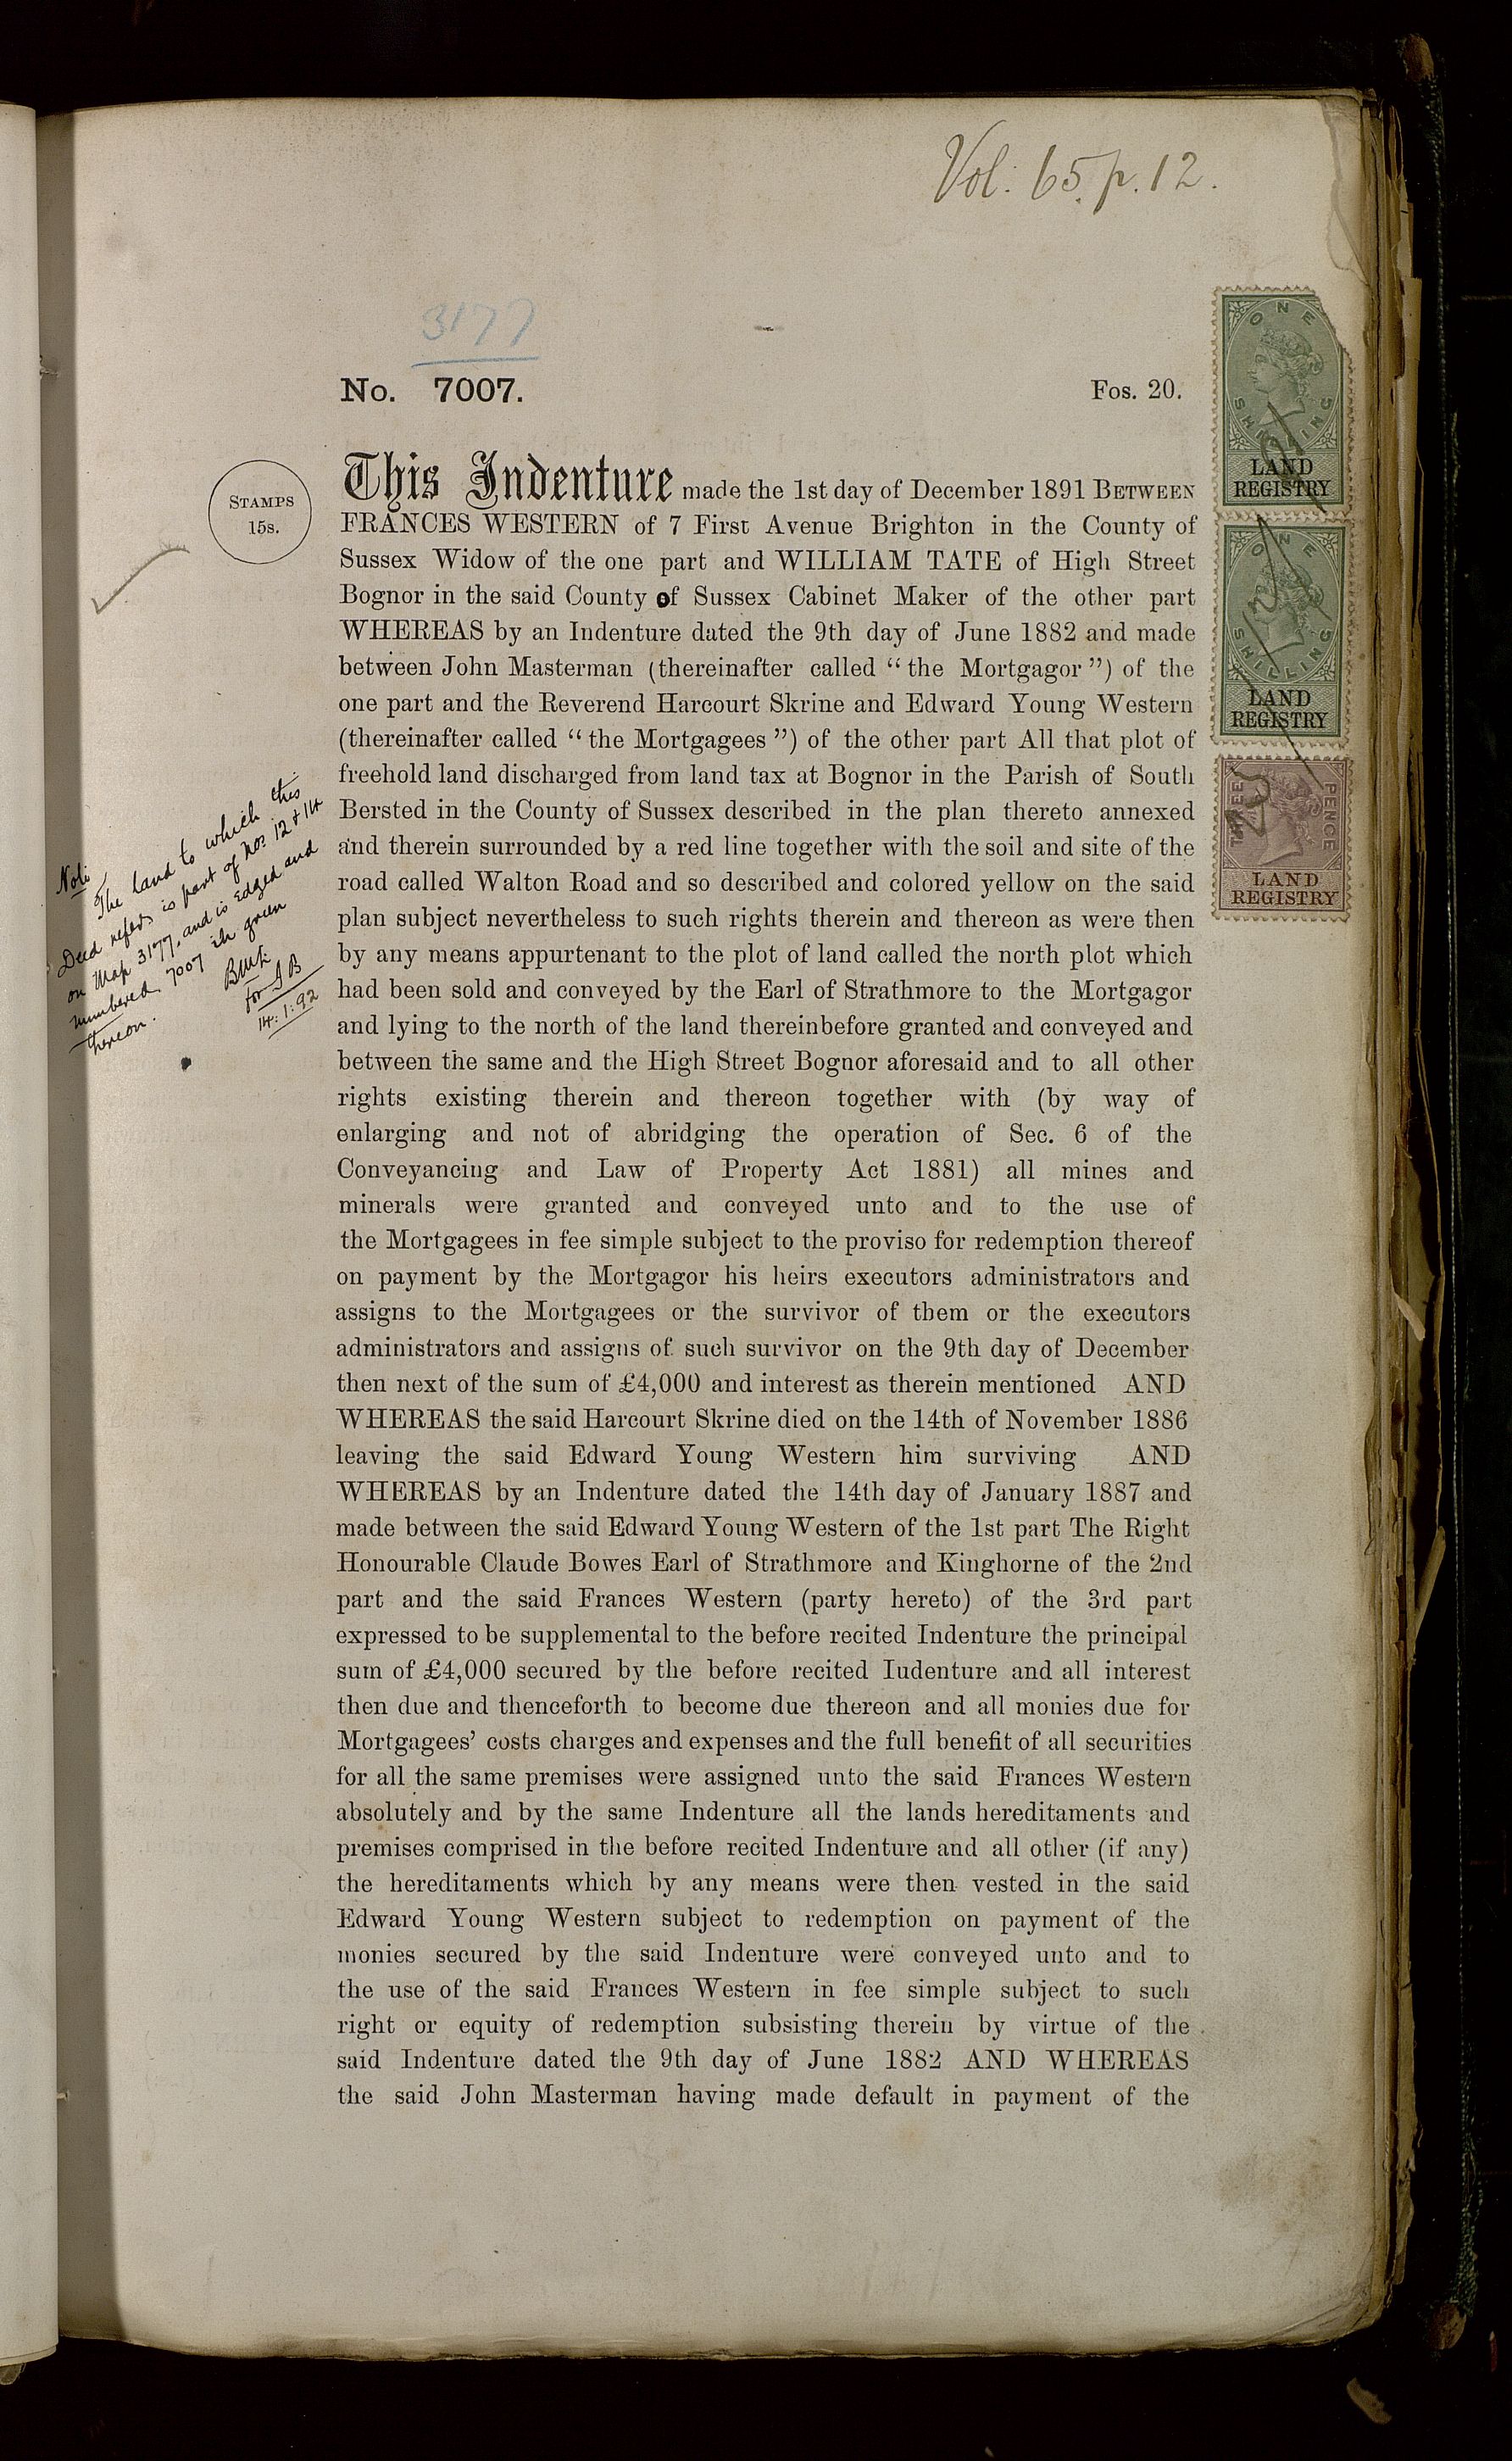 Vol. 65. p. 12.
3177
No. 7007.
Fos. 20.
STAMPS
15s.
This Indenture made the 1st day of December 1891 BETWEEN
FRANCES WESTERN of 7 First Avenue Brighton in the County of
Sussex Widow of the one part and WILLIAM TATE of High Street
Bognor in the said County of Sussex Cabinet Maker of the other part
WHEREAS by an Indenture dated the 9th day of June 1882 and made
between John Masterman (thereinafter called “the Mortgagor”) of the
one part and the Reverend Harcourt Skrine and Edward Young Western
(thereinafter called “the Mortgagees”) of the other part All that plot of
freehold land discharged from land tax at Bognor in the Parish of South
Bersted in the County of Sussex described in the plan thereto annexed
and therein surrounded by a red line together with the soil and site of the
road called Walton Road and so described and colored yellow on the said
plan subject nevertheless to such rights therein and thereon as were then
by any means appurtenant to the plot of land called the north plot which
had been sold and conveyed by the Earl of Strathmore to the Mortgagor
and lying to the north of the land thereinbefore granted and conveyed and
between the same and the High Street Bognor aforesaid and to all other
rights existing therein and thereon together with (by way of
enlarging and not of abridging the operation of Sec. 6 of the
Conveyancing and Law of Property Act 1881) all mines and
minerals were granted and conveyed unto and to the use of
the Mortgagees in fee simple subject to the proviso for redemption thereof
on payment by the Mortgagor his heirs executors administrators and
assigns to the Mortgagees or the survivor of them or the executors
administrators and assigns of such survivor on the 9th day of December
then next of the sum of £4,000 and interest as therein mentioned AND
WHEREAS the said Harcourt Skrine died on the 14th of November 1886
leaving the said Edward Young Western him surviving AND
WHEREAS by an Indenture dated the 14th day of January 1887 and
made between the said Edward Young Western of the 1st part The Right
Honourable Claude Bowes Earl of Strathmore and Kinghorne of the 2nd
part and the said Frances Western (party hereto) of the 3rd part
expressed to be supplemental to the before recited Indenture the principal
sum of £4,000 secured by the before recited Indenture and all interest
then due and thenceforth to become due thereon and all monies due for
Mortgagees’ costs charges and expenses and the full benefit of all securities
for all the same premises were assigned unto the said Frances Western
absolutely and by the same Indenture all the lands hereditaments and
premises comprised in the before recited Indenture and all other (if any)
the hereditaments which by any means were then vested in the said
Edward Young Western subject to redemption on payment of the
monies secured by the said Indenture were conveyed unto and to
the use of the said Frances Western in fee simple subject to such
right or equity of redemption subsisting therein by virtue of the
said Indenture dated the 9th day of June 1882 AND WHEREAS
the said John Masterman having made default in payment of the
Note
The land to which this
Deed refers is part of Nos 12 & 14
on Map 3177, and is edged and
numbered 7007 in green
thereon.
for
14:1:92
ONE
SHILLING
LAND
REGISTRY
ONE
SHILLING
LAND
REGISTRY
THREE
PENCE
LAND
REGISTRY